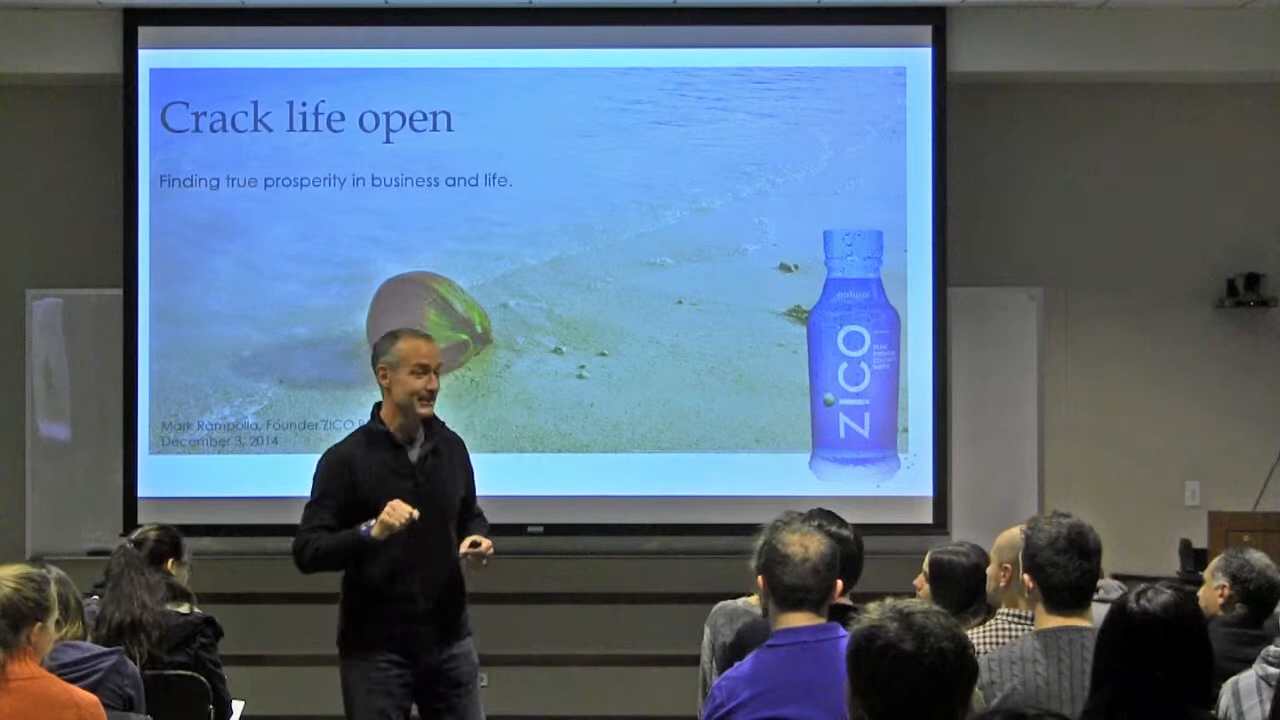 Crack life open
Finding true prosperity in business and life.
natural
ZICO
Mark Rampolla, Founder ZICO
December 3, 2014